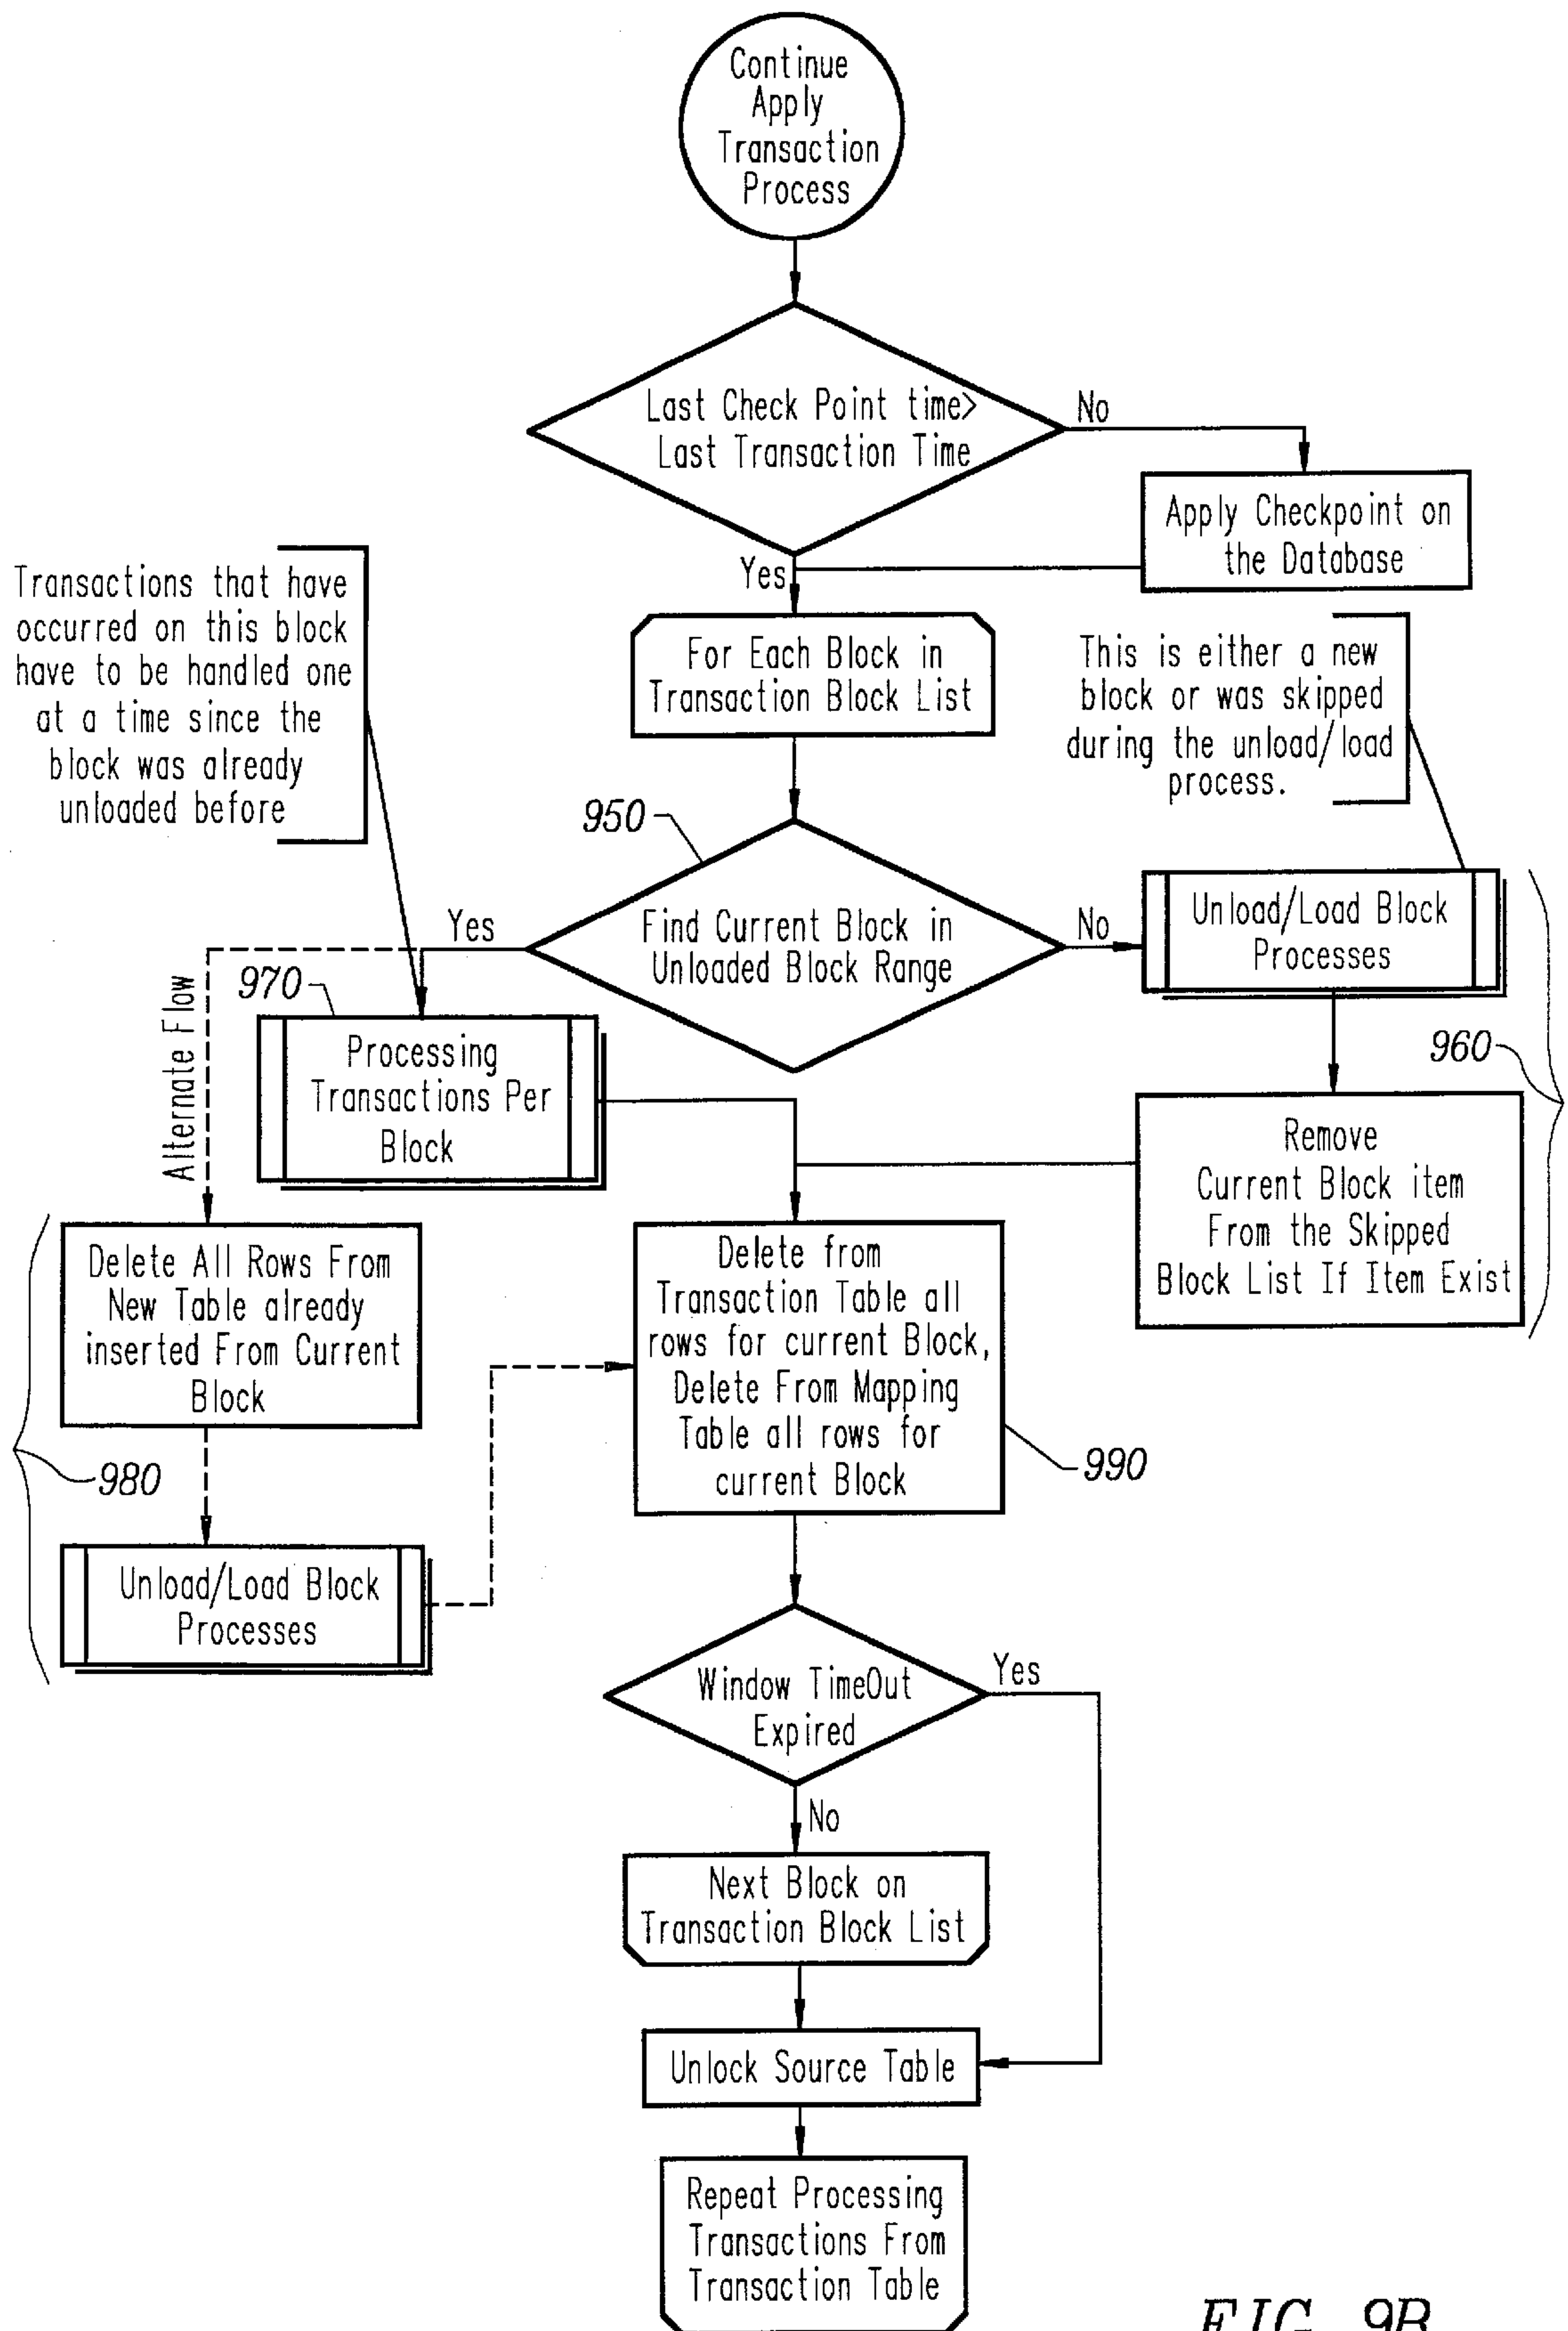 Continue
Apply
Transaction
Process
Last Check Point time>
Last Transaction Time
No
Apply Checkpoint on
the Database
Yes
Transactions that have
occurred on this block
have to be handled one
at a time since the
block was already
unloaded before
For Each Block in
Transaction Block List
This is either a new
block or was skipped
during the unload/load
process.
950
Find Current Block in
Unloaded Block Range
Yes
No
Unload/Load Block
Processes
960
970
Processing
Transactions Per
Block
Alternate Flow
Remove
Current Block item
From the Skipped
Block List If Item Exist
Delete All Rows From
New Table already
inserted From Current
Block
Delete from
Transaction Table all
rows for current Block,
Delete From Mapping
Table all rows for
current Block
980
990
Unload/Load Block
Processes
Window TimeOut
Expired
Yes
No
Next Block on
Transaction Block List
Unlock Source Table
Repeat Processing
Transactions From
Transaction Table
FIG. 9B